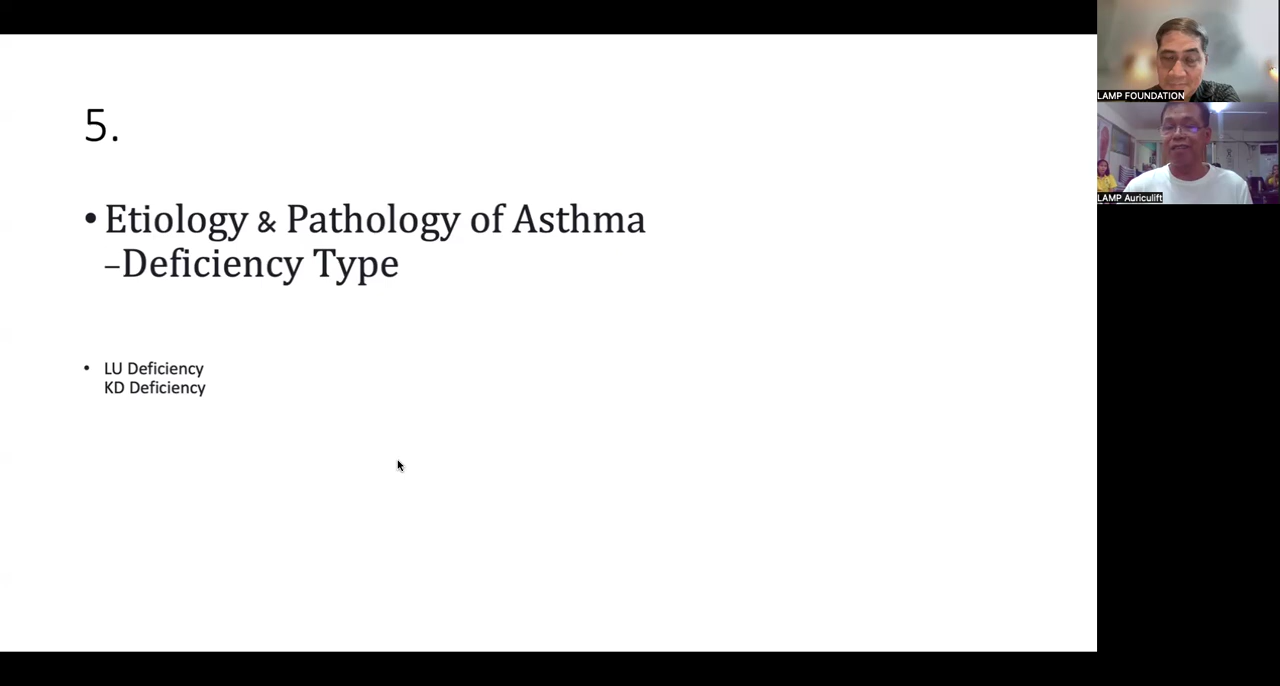 5.
• Etiology & Pathology of Asthma
–Deficiency Type
• LU Deficiency
KD Deficiency
LAMP FOUNDATION
LAMP Auriculift